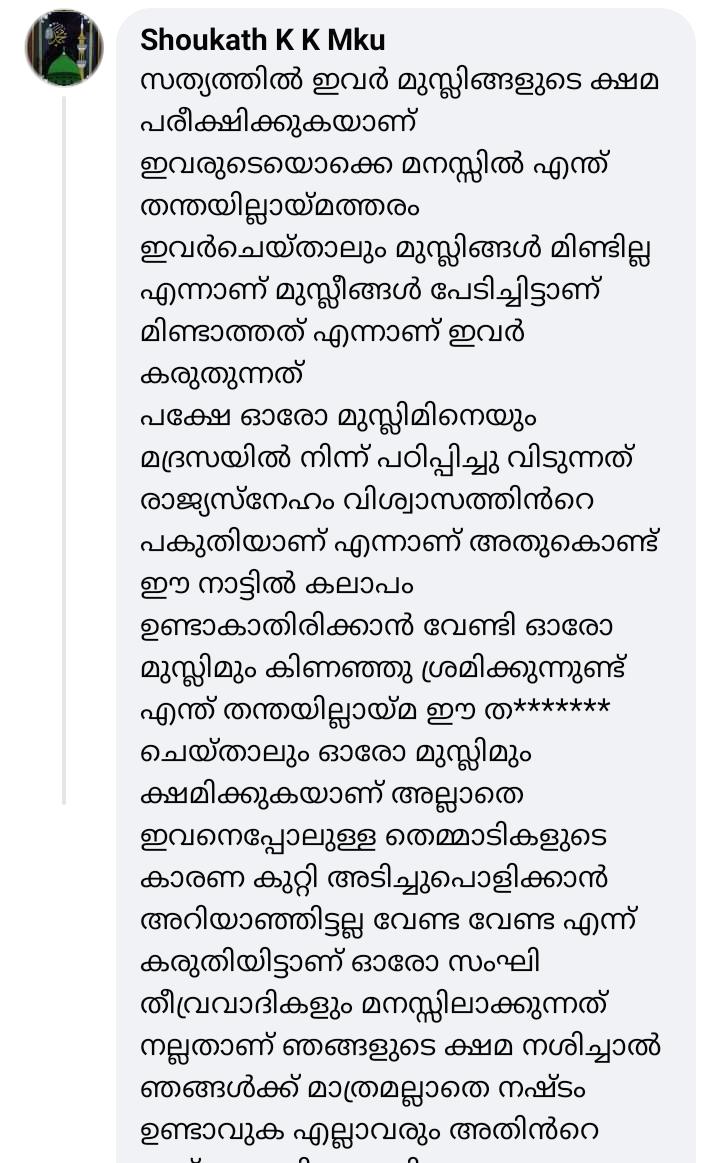 Shoukath K K Mku
സത്യത്തിൽ ഇവർ മുസ്ലിങ്ങളുടെ ക്ഷമ
പരീക്ഷിക്കുകയാണ്
ഇവരുടെയൊക്കെ മനസ്സിൽ എന്ത്
തന്തയില്ലായ്മത്തരം
ഇവർചെയ്താലും മുസ്ലിങ്ങൾ മിണ്ടില്ല
എന്നാണ് മുസ്ലീങ്ങൾ പേടിച്ചിട്ടാണ്
മിണ്ടാത്തത് എന്നാണ് ഇവർ
കരുതുന്നത്
പക്ഷേ ഓരോ മുസ്ലിമിനെയും
മദ്രസയിൽ നിന്ന് പഠിപ്പിച്ചു വിടുന്നത്
രാജ്യസ്നേഹം വിശ്വാസത്തിൻറെ
പകുതിയാണ് എന്നാണ് അതുകൊണ്ട്
ഈ നാട്ടിൽ കലാപം
ഉണ്ടാകാതിരിക്കാൻ വേണ്ടി ഓരോ
മുസ്ലിമും കിണഞ്ഞു ശ്രമിക്കുന്നുണ്ട്
എന്ത് തന്തയില്ലായ്മ ഈ ത*******
ചെയ്താലും ഓരോ മുസ്ലിമും
ക്ഷമിക്കുകയാണ് അല്ലാതെ
ഇവനെപ്പോലുള്ള തെമ്മാടികളുടെ
കാരണ കുറ്റി അടിച്ചുപൊളിക്കാൻ
അറിയാഞ്ഞിട്ടല്ല വേണ്ട വേണ്ട എന്ന്
കരുതിയിട്ടാണ് ഓരോ സംഘി
തീവ്രവാദികളും മനസ്സിലാക്കുന്നത്
നല്ലതാണ് ഞങ്ങളുടെ ക്ഷമ നശിച്ചാൽ
ഞങ്ങൾക്ക് മാത്രമല്ലാതെ നഷ്ടം
ഉണ്ടാവുക എല്ലാവരും അതിൻറെ